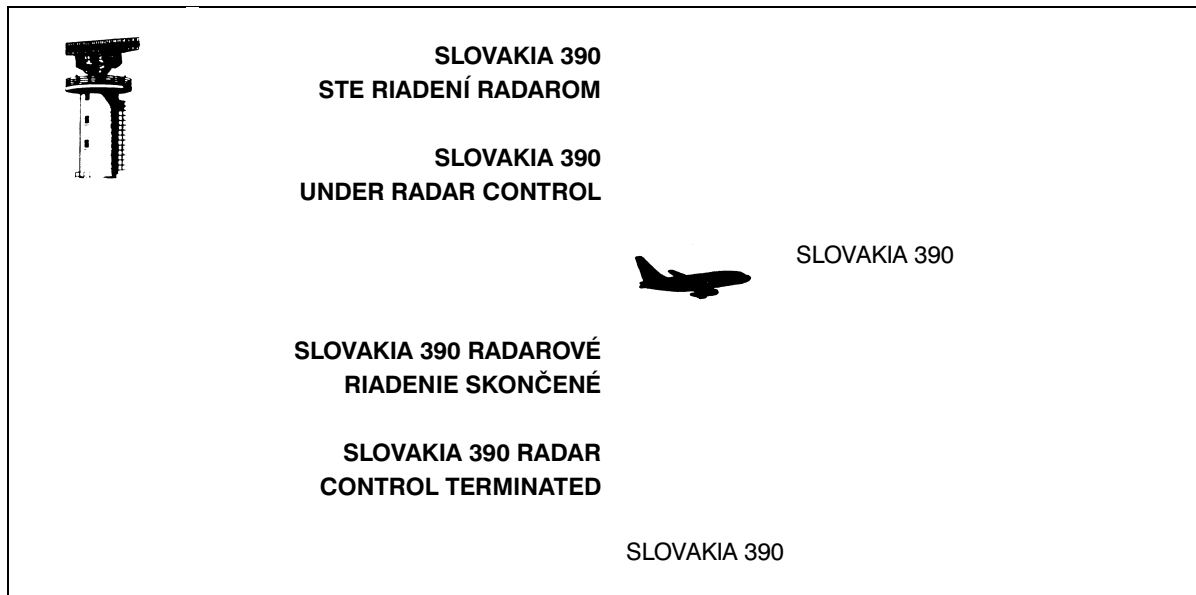 SLOVAKIA 390
STE RIADENÍ RADAROM
SLOVAKIA 390
UNDER RADAR CONTROL
SLOVAKIA 390
SLOVAKIA 390 RADAROVÉ
RIADENIE SKONČENÉ
SLOVAKIA 390 RADAR
CONTROL TERMINATED
SLOVAKIA 390